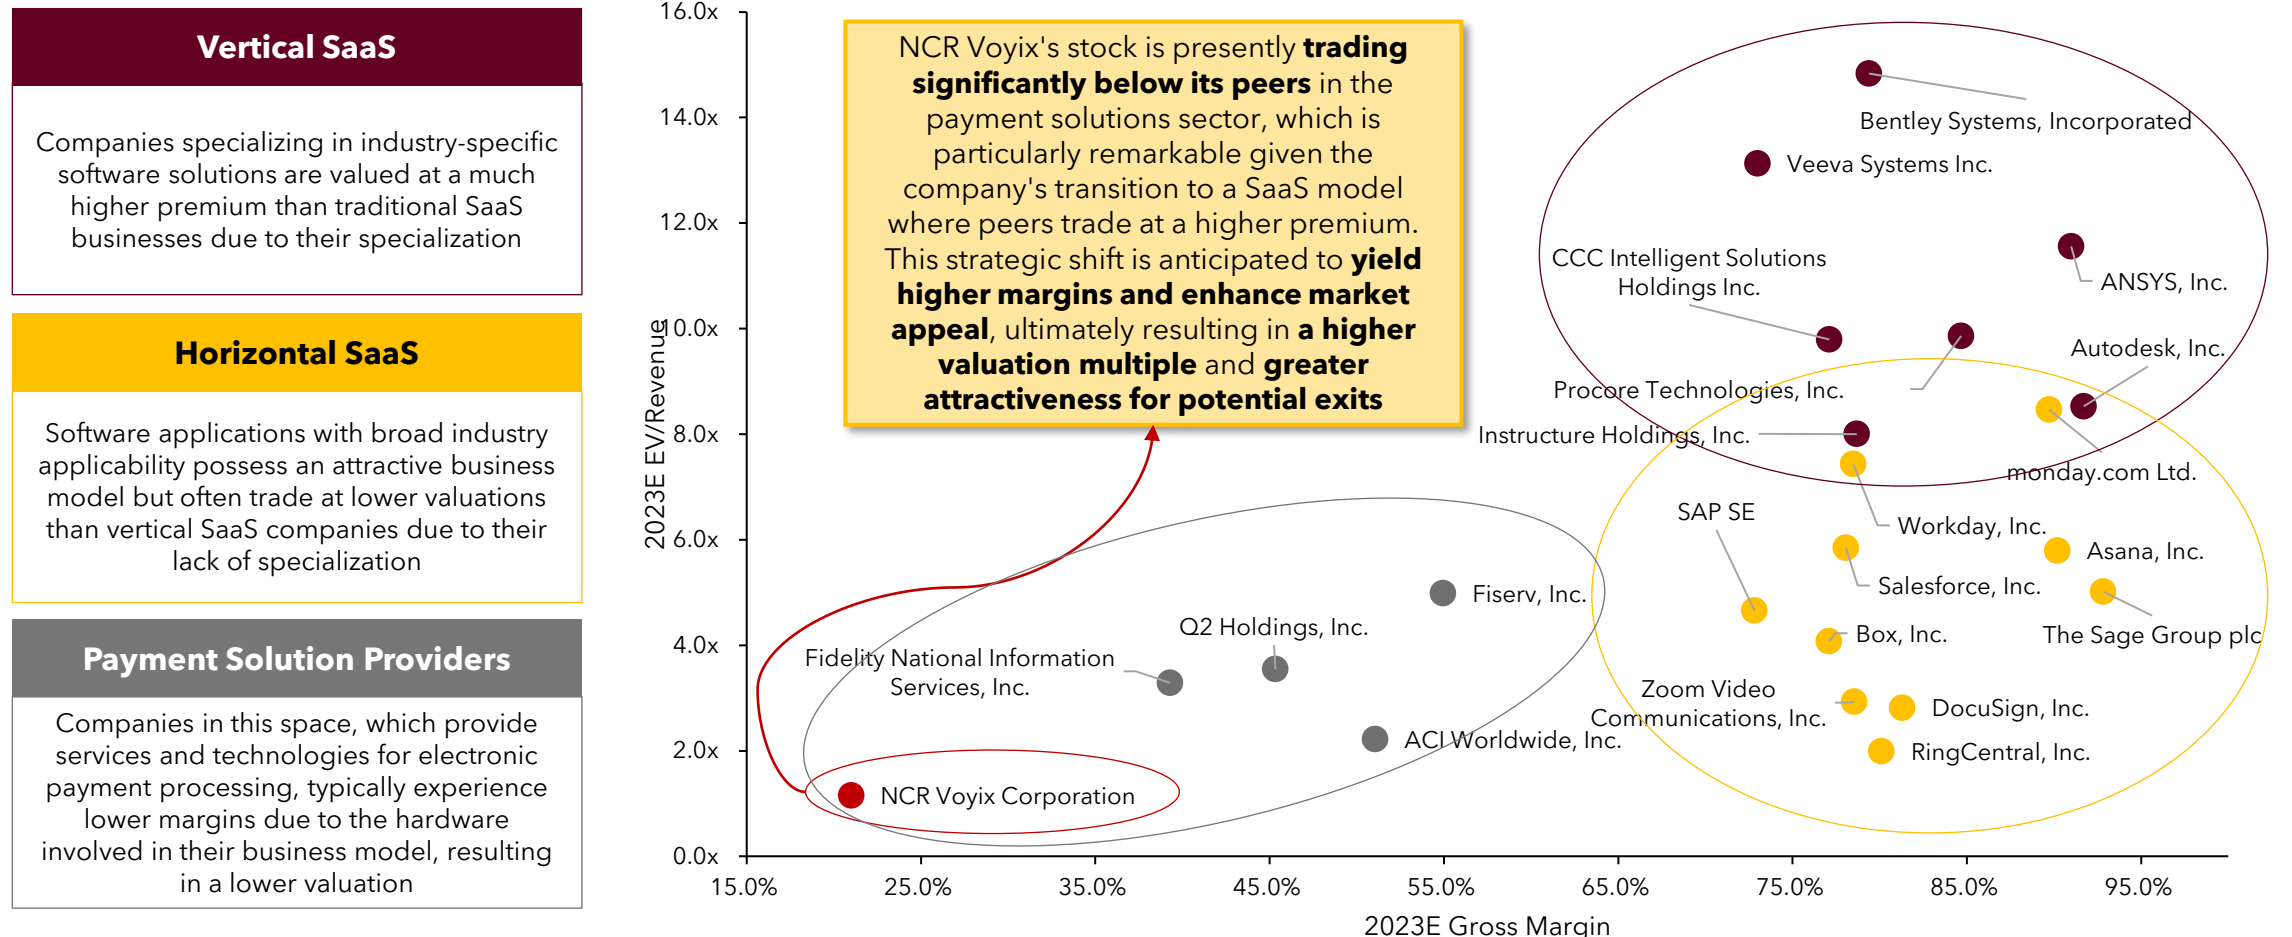 Vertical SaaS
Companies specializing in industry-specific
software solutions are valued at a much
higher premium than traditional SaaS
businesses due to their specialization
Horizontal SaaS
Software applications with broad industry
applicability possess an attractive business
model but often trade at lower valuations
than vertical SaaS companies due to their
lack of specialization
Payment Solution Providers
Companies in this space, which provide
services and technologies for electronic
payment processing, typically experience
lower margins due to the hardware
involved in their business model, resulting
in a lower valuation
2023E EV/Revenue
16.0x
14.0x
12.0x
10.0x
8.0x
6.0x
4.0x
2.0x
0.0x
NCR Voyix's stock is presently trading
significantly below its peers in the
payment solutions sector, which is
particularly remarkable given the
company's transition to a SaaS model
where peers trade at a higher premium.
This strategic shift is anticipated to yield
higher margins and enhance market
appeal, ultimately resulting in a higher
valuation multiple and greater
attractiveness for potential exits
Bentley Systems, Incorporated
Veeva Systems Inc.
CCC Intelligent Solutions
Holdings Inc.
ANSYS, Inc.
Autodesk, Inc.
Procore Technologies, Inc.
Instructure Holdings, Inc.
monday.com Ltd.
SAP SE
Workday, Inc.
Asana, Inc.
Salesforce, Inc.
Fiserv, Inc.
Q2 Holdings, Inc.
Box, Inc.
The Sage Group plc
Fidelity National Information
Services, Inc.
Zoom Video
Communications, Inc.
DocuSign, Inc.
ACI Worldwide, Inc.
RingCentral, Inc.
NCR Voyix Corporation
15.0%
25.0%
35.0%
45.0%
55.0%
65.0%
75.0%
85.0%
95.0%
2023E Gross Margin